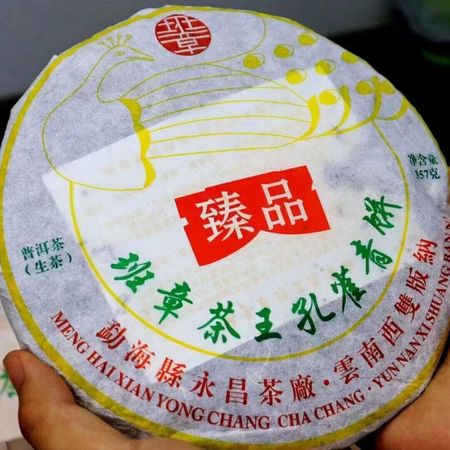 班章
净含量
357克
臻品
普洱茶
(生茶)
班章茶王孔雀青饼
勐海縣永昌茶廠·雲南西雙版納
MENG HAI XIAN YONG CHANG CHA CHANG·YUN NAN XI SHUANG BANN